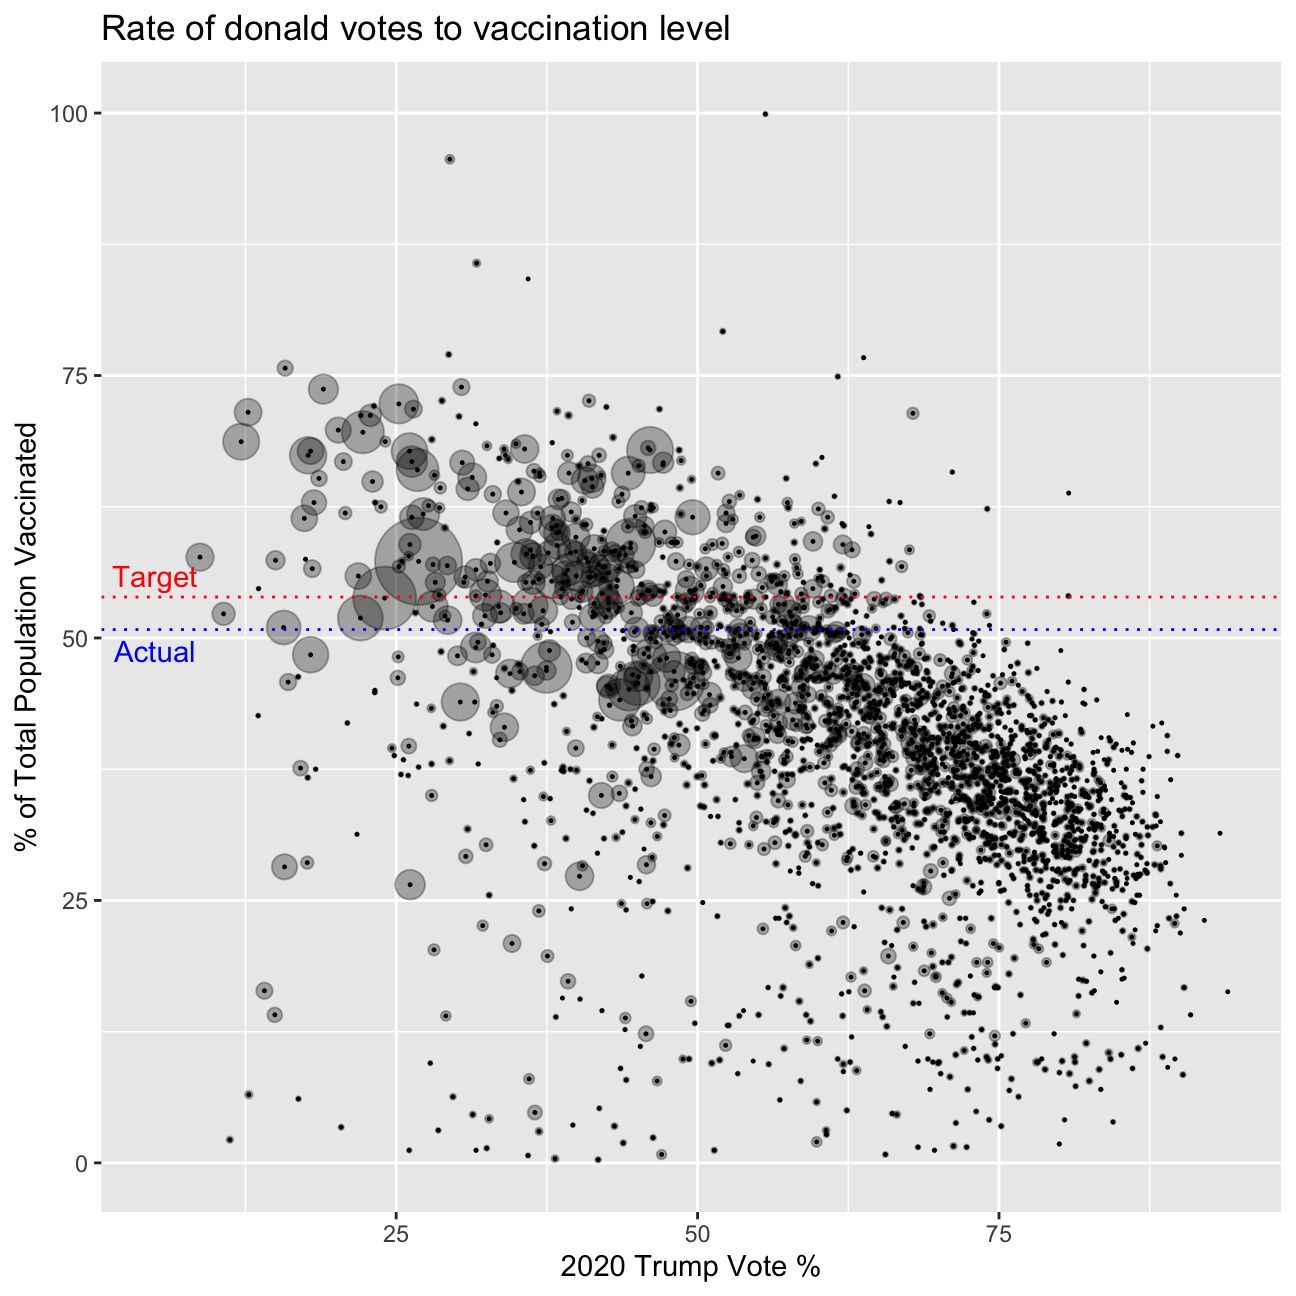 Rate of donald votes to vaccination level
% of Total Population Vaccinated
100
75
50
25
0
Target
Actual
25
50
75
2020 Trump Vote %